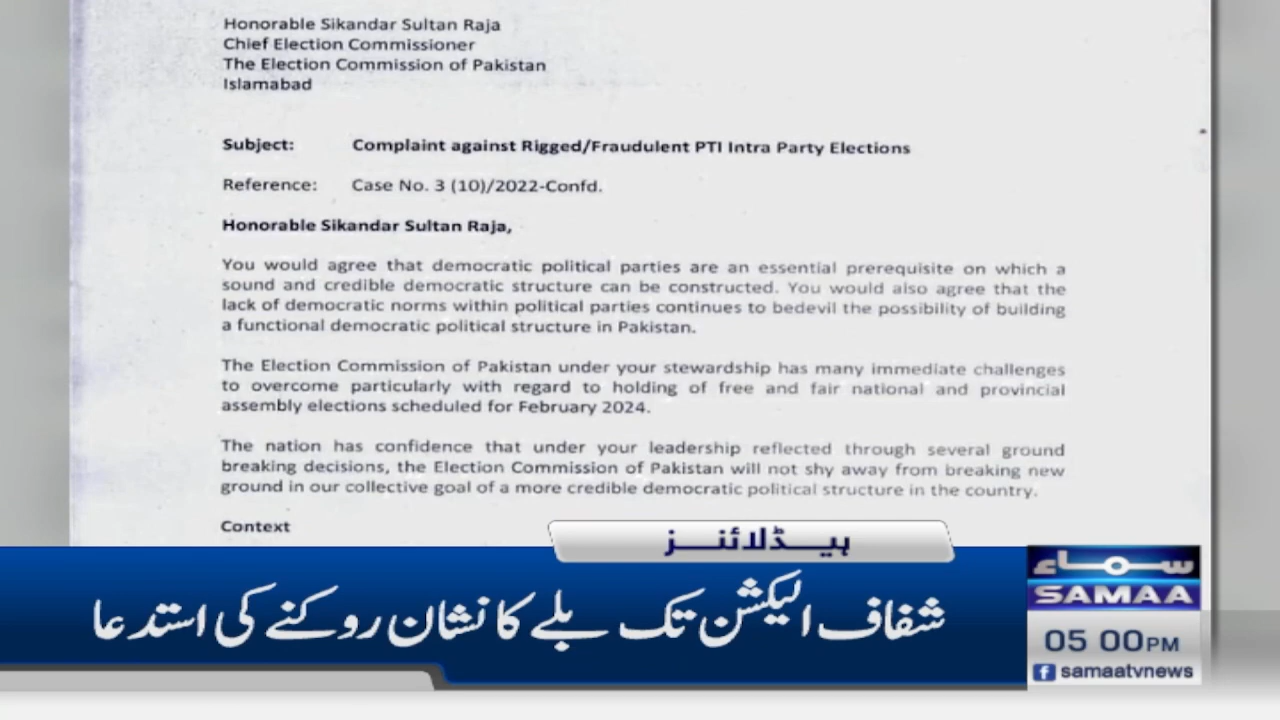 Honorable Sikandar Sultan Raja
Chief Election Commissioner
The Election Commission of Pakistan
Islamabad
Subject: Complaint against Rigged/Fraudulent PTI Intra Party Elections
Reference: Case No. 3 (10)/2022-Confd.
Honorable Sikandar Sultan Raja,
You would agree that democratic political parties are an essential prerequisite on which a
sound and credible democratic structure can be constructed. You would also agree that the
lack of democratic norms within political parties continues to bedevil the possibility of building
a functional democratic political structure in Pakistan.
The Election Commission of Pakistan under your stewardship has many immediate challenges
to overcome particularly with regard to holding of free and fair national and provincial
assembly elections scheduled for February 2024.
The nation has confidence that under your leadership reflected through several ground
breaking decisions, the Election Commission of Pakistan will not shy away from breaking new
ground in our collective goal of a more credible democratic political structure in the country.
Context
ہیڈلائنز
شفاف الیکشن تک بلے کا نشان روکنے کی استدعا
سماء
SAMAA
05 00PM
samaatvnews